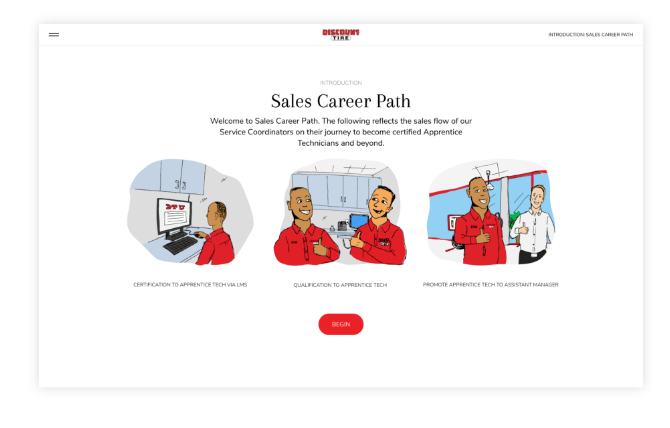 DISCOUNT
TIRE
INTRODUCTION SALES CAREER PATH
INTRODUCTION
Sales Career Path
Welcome to Sales Career Path. The following reflects the sales flow of our
Service Coordinators on their journey to become certified Apprentice
Technicians and beyond.
DTU
CERTIFICATION TO APPRENTICE TECH VIA LMS
QUALIFICATION TO APPRENTICE TECH
PROMOTE APPRENTICE TECH TO ASSISTANT MANAGER
BEGIN